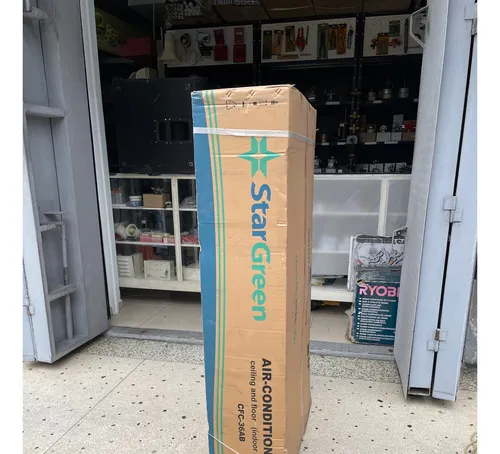 StarGreen
AIR-CONDITION
ceiling and floor (indoor
CFC-36AB
RYOBI